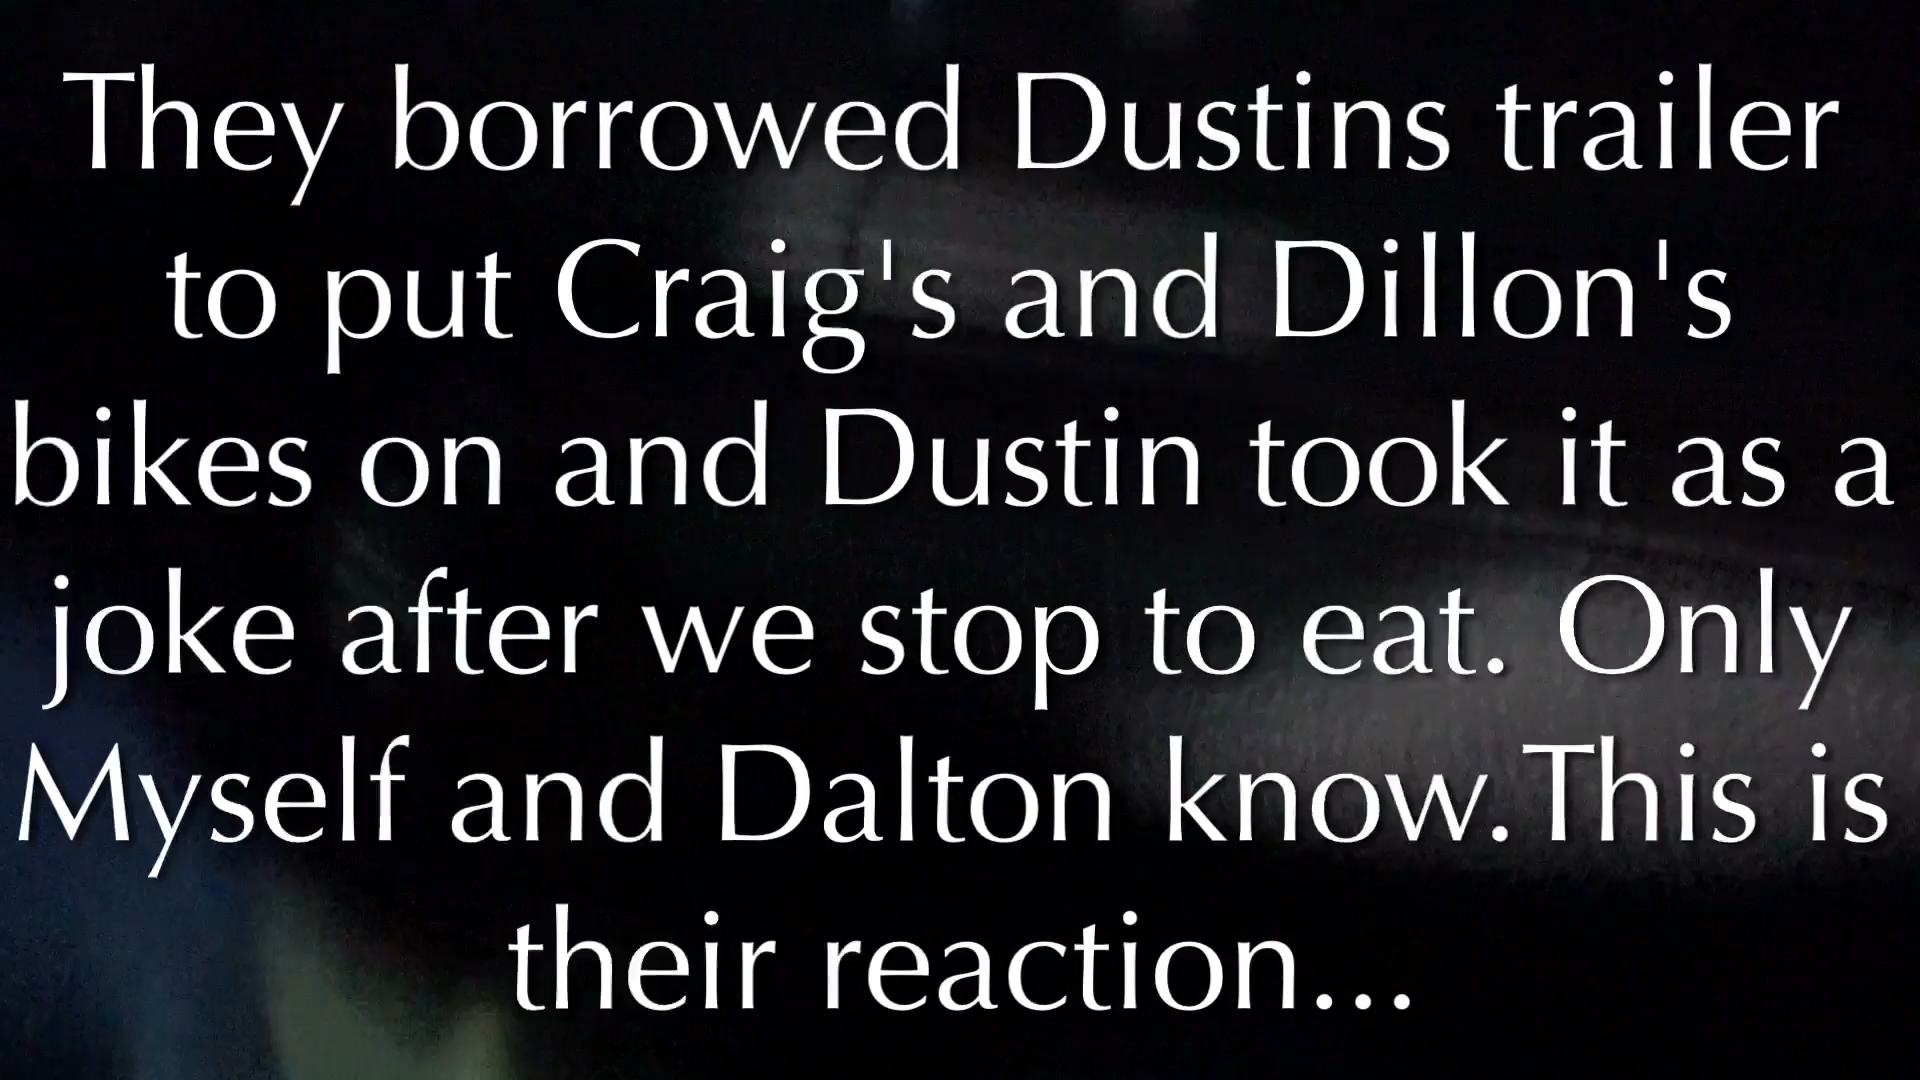 They borrowed Dustins trailer
to put Craig's and Dillon's
bikes on and Dustin took it as a
joke after we stop to eat. Only
Myself and Dalton know.This is
their reaction...